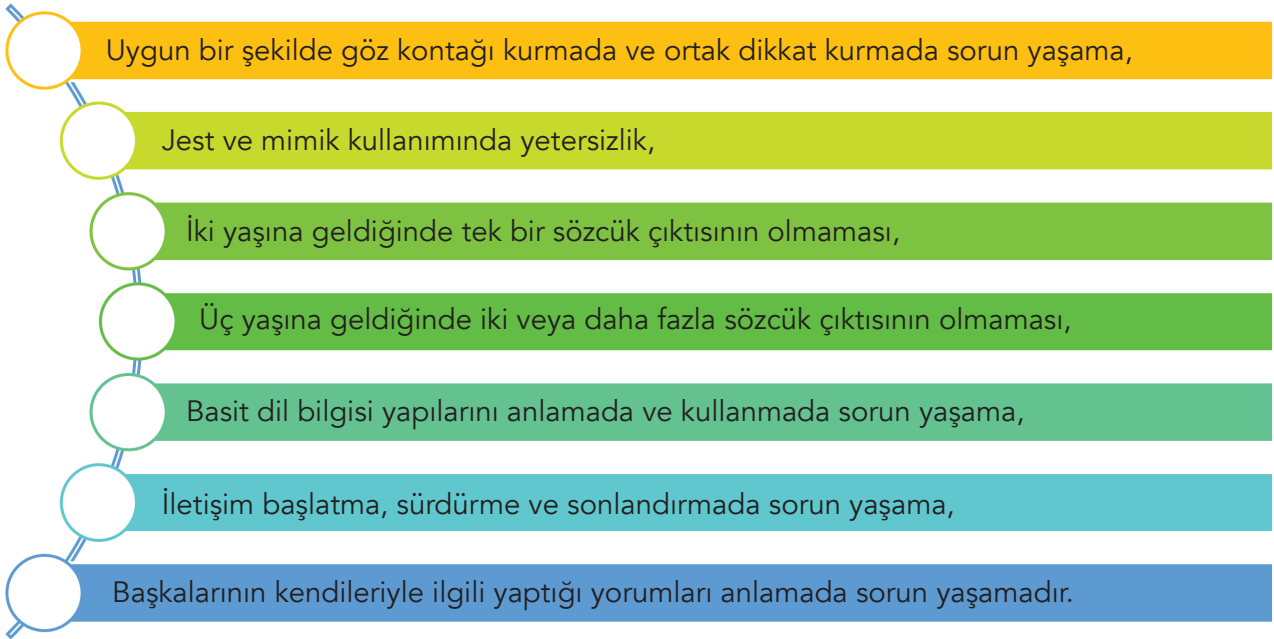 Uygun bir şekilde göz kontağı kurmada ve ortak dikkat kurmada sorun yaşama,
Jest ve mimik kullanımında yetersizlik,
İki yaşına geldiğinde tek bir sözcük çıktısının olmaması,
Üç yaşına geldiğinde iki veya daha fazla sözcük çıktısının olmaması,
Basit dil bilgisi yapılarını anlamada ve kullanmada sorun yaşama,
İletişim başlatma, sürdürme ve sonlandırmada sorun yaşama,
Başkalarının kendileriyle ilgili yaptığı yorumları anlamada sorun yaşamadır.